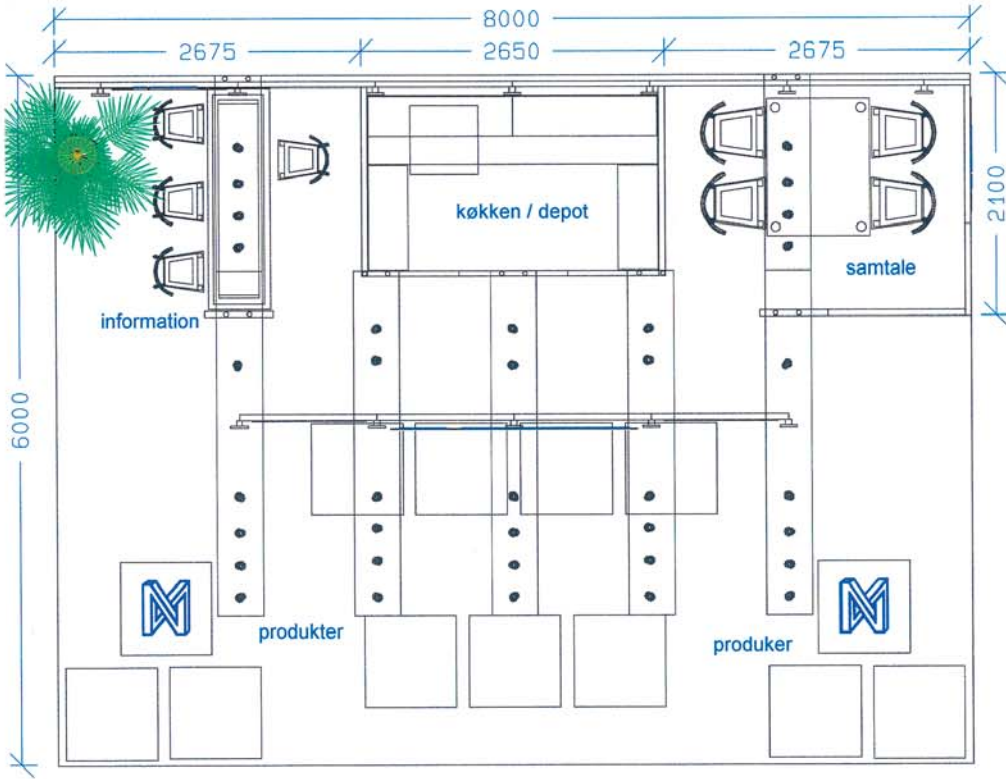 8000
2675
2650
2675
køkken / depot
2100
samtale
information
6000
produkter
produker